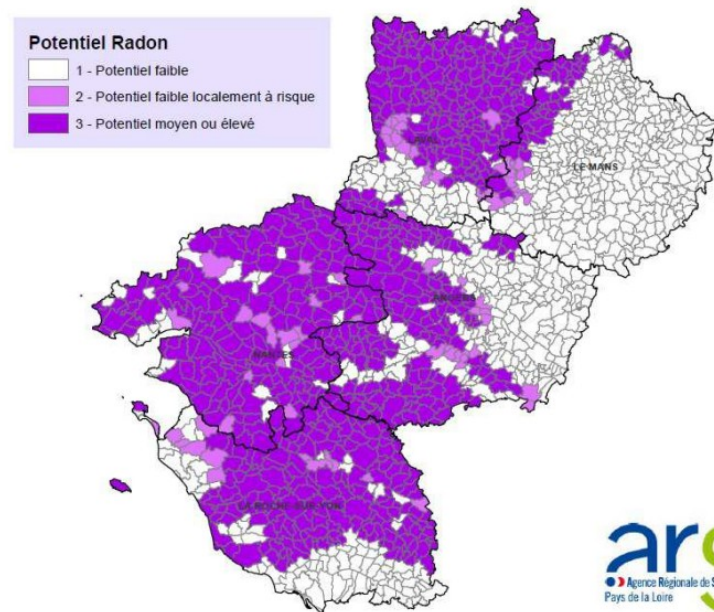 Potentiel Radon
1 - Potentiel faible
2 - Potentiel faible localement à risque
3 - Potentiel moyen ou élevé
LAVAL
LE MANS
ANGERS
NANTES
LA ROCHE-SUR-YON
ars
Agence Régionale de S
Pays de la Loire